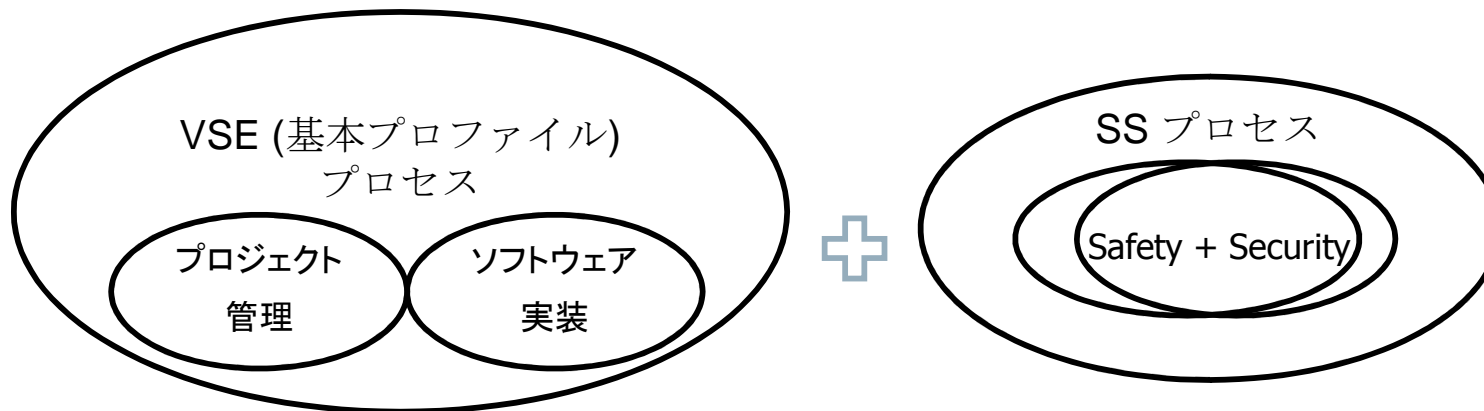 VSE (基本プロファイル)
プロセス
プロジェクト
管理
ソフトウェア
実装
SS プロセス
Safety + Security